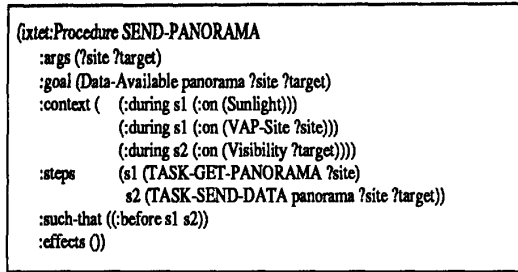 (ixtet:Procedure SEND-PANORAMA
:args (?site ?target)
:goal (Data-Available panorama ?site ?target)
:context ( (:during s1 (:on (Sunlight)))
(:during s1 (:on (VAP-Site ?site)))
(:during s2 (:on (Visibility ?target))))
:steps (s1 (TASK-GET-PANORAMA ?site)
s2 (TASK-SEND-DATA panorama ?site ?target))
:such-that ((:before s1 s2))
:effects ())